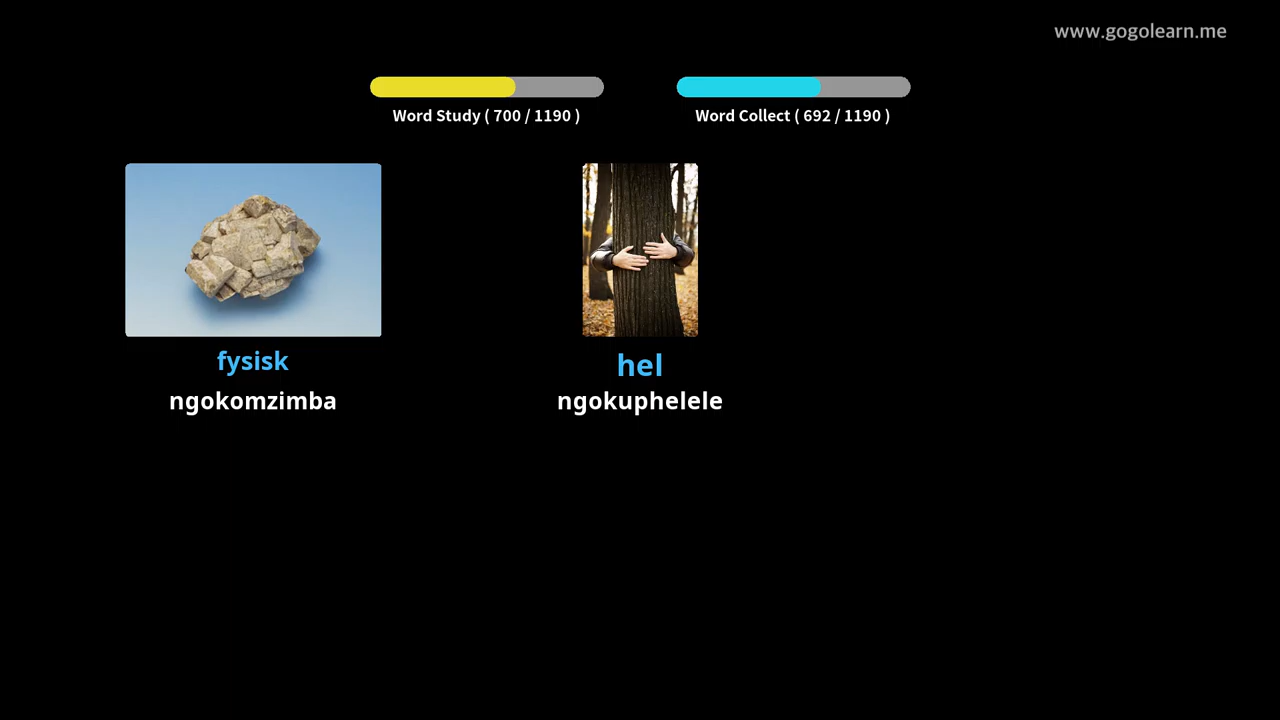 www.gogolearn.me
Word Study ( 700 / 1190 )
Word Collect ( 692 / 1190 )
fysisk
ngokomzimba
hel
ngokuphelele